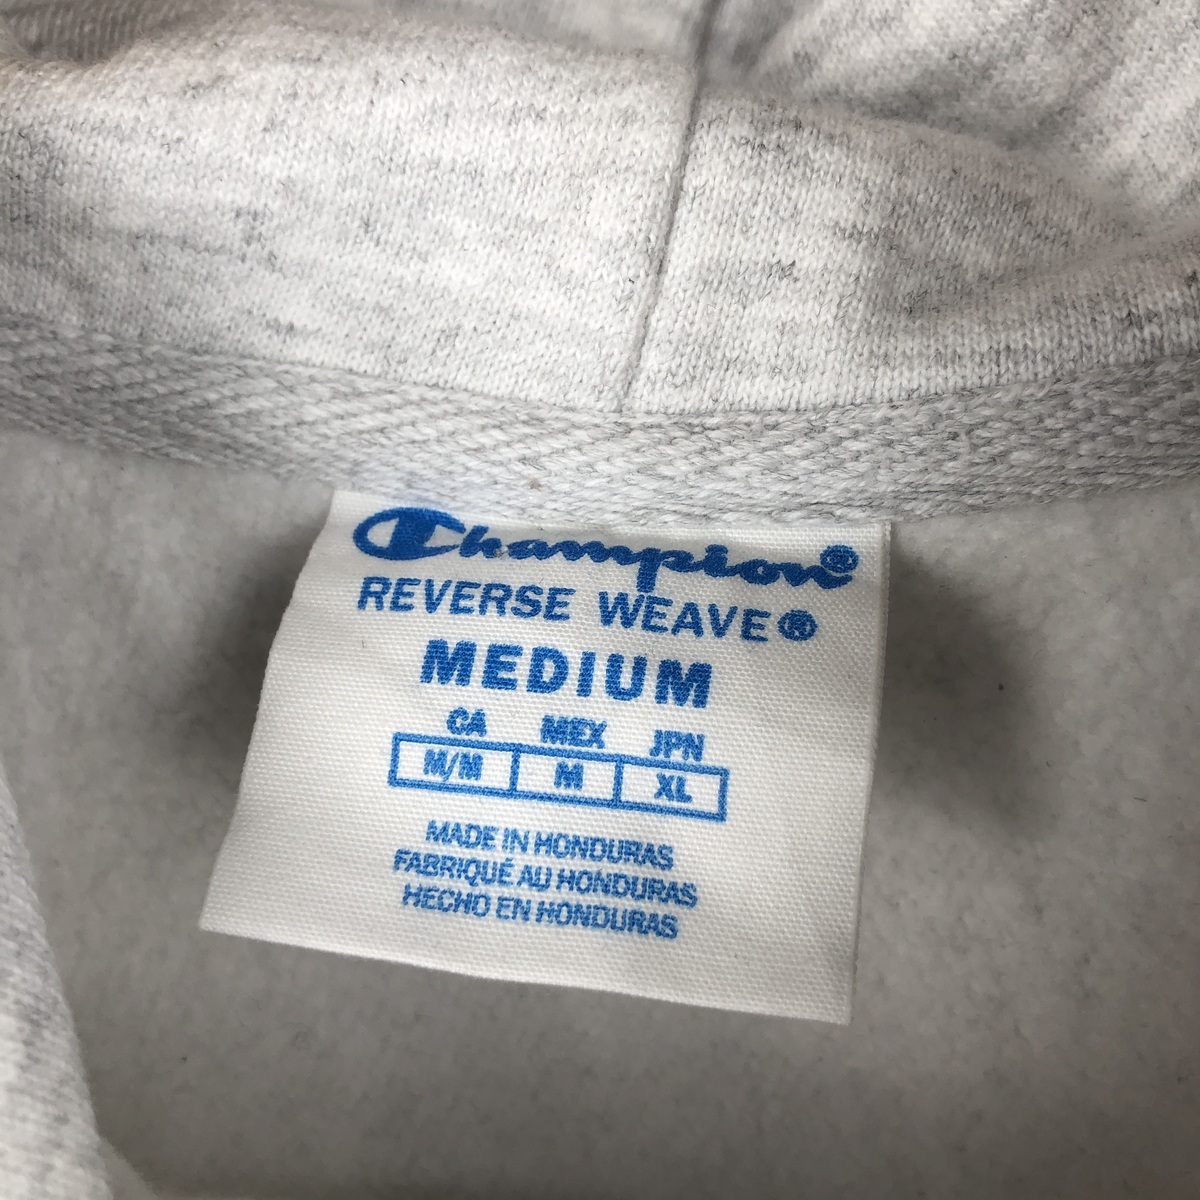 Champion®
REVERSE WEAVE®
MEDIUM
CA MEX JPN
M/M M XL
MADE IN HONDURAS
FABRIQUÉ AU HONDURAS
HECHO EN HONDURAS